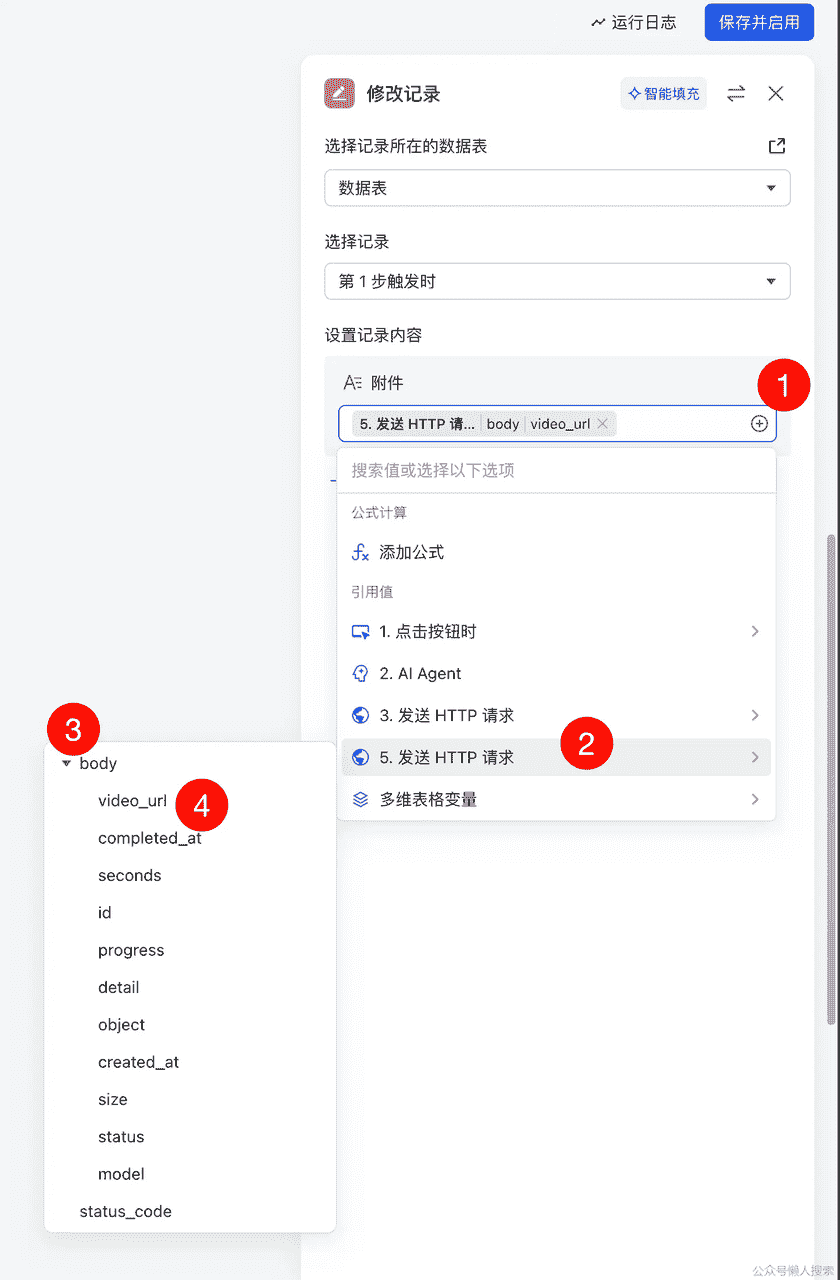 运行日志 保存并启用
修改记录 智能填充
选择记录所在的数据表
数据表
选择记录
第 1 步触发时
设置记录内容
附件
1
5. 发送 HTTP 请... body video_url
搜索值或选择以下选项
公式计算
添加公式
引用值
1. 点击按钮时
2. AI Agent
3. 发送 HTTP 请求
5. 发送 HTTP 请求
2
多维表格变量
3
body
video_url
4
completed_at
seconds
id
progress
detail
object
created_at
size
status
model
status_code
公众号懒人搜索